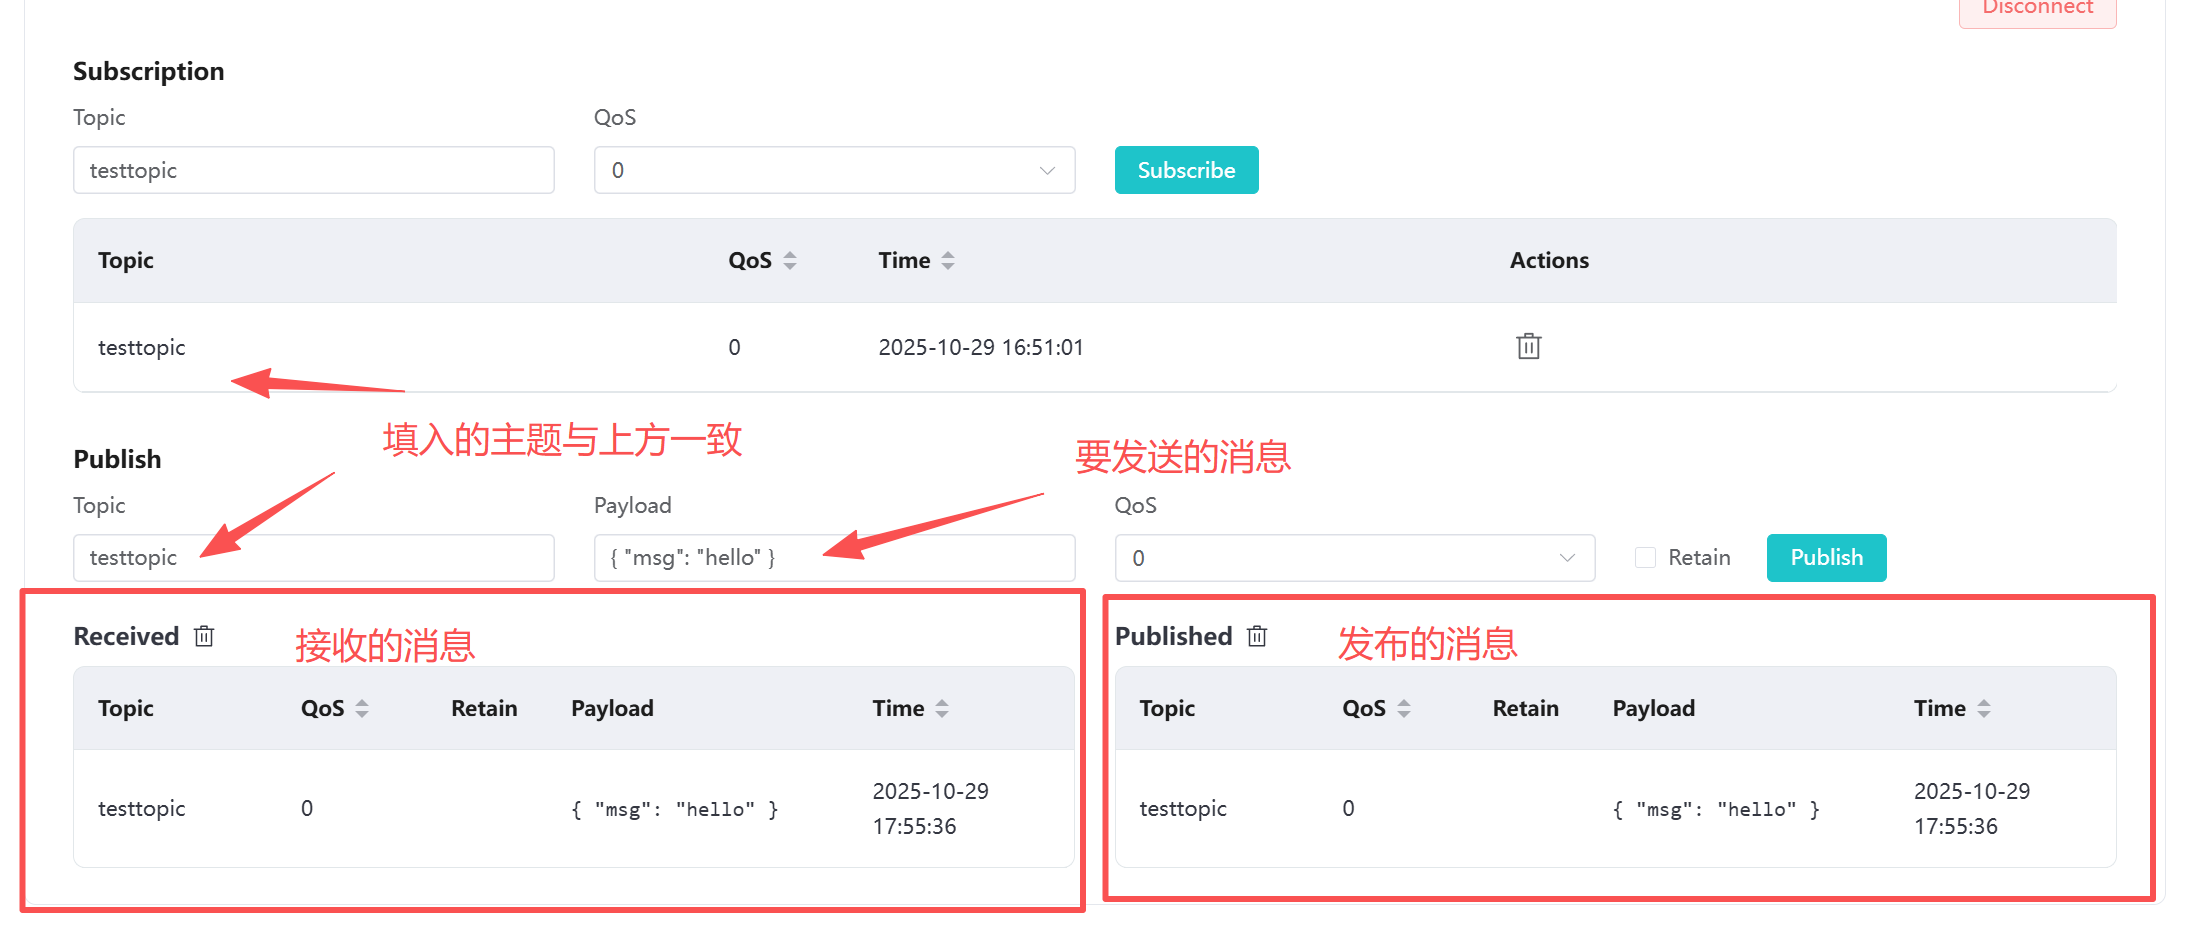 Disconnect
Subscription
Topic QoS
testtopic 0 Subscribe
Topic QoS Time Actions
testtopic 0 2025-10-29 16:51:01
填入的主题与上方一致
要发送的消息
Publish
Topic Payload QoS
testtopic { "msg": "hello" } 0 Retain Publish
Received 接收的消息
Topic QoS Retain Payload Time
testtopic 0 { "msg": "hello" } 2025-10-29
17:55:36
Published 发布的消息
Topic QoS Retain Payload Time
testtopic 0 { "msg": "hello" } 2025-10-29
17:55:36